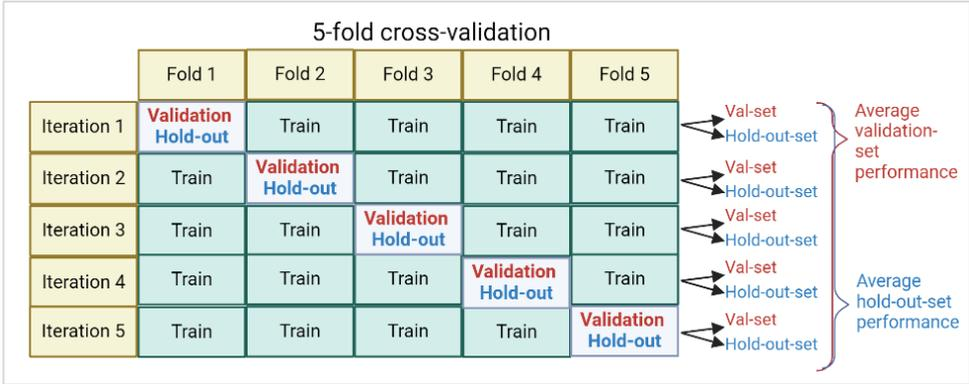 5-fold cross-validation
Fold 1 Fold 2 Fold 3 Fold 4 Fold 5
Iteration 1 Validation Hold-out Train Train Train Train
Val-set
Hold-out-set
Iteration 2 Train Validation Hold-out Train Train Train
Val-set
Hold-out-set
Iteration 3 Train Train Validation Hold-out Train Train
Val-set
Hold-out-set
Iteration 4 Train Train Train Validation Hold-out Train
Val-set
Hold-out-set
Iteration 5 Train Train Train Train Validation Hold-out
Val-set
Hold-out-set
Average
validation-
set
performance
Average
hold-out-set
performance